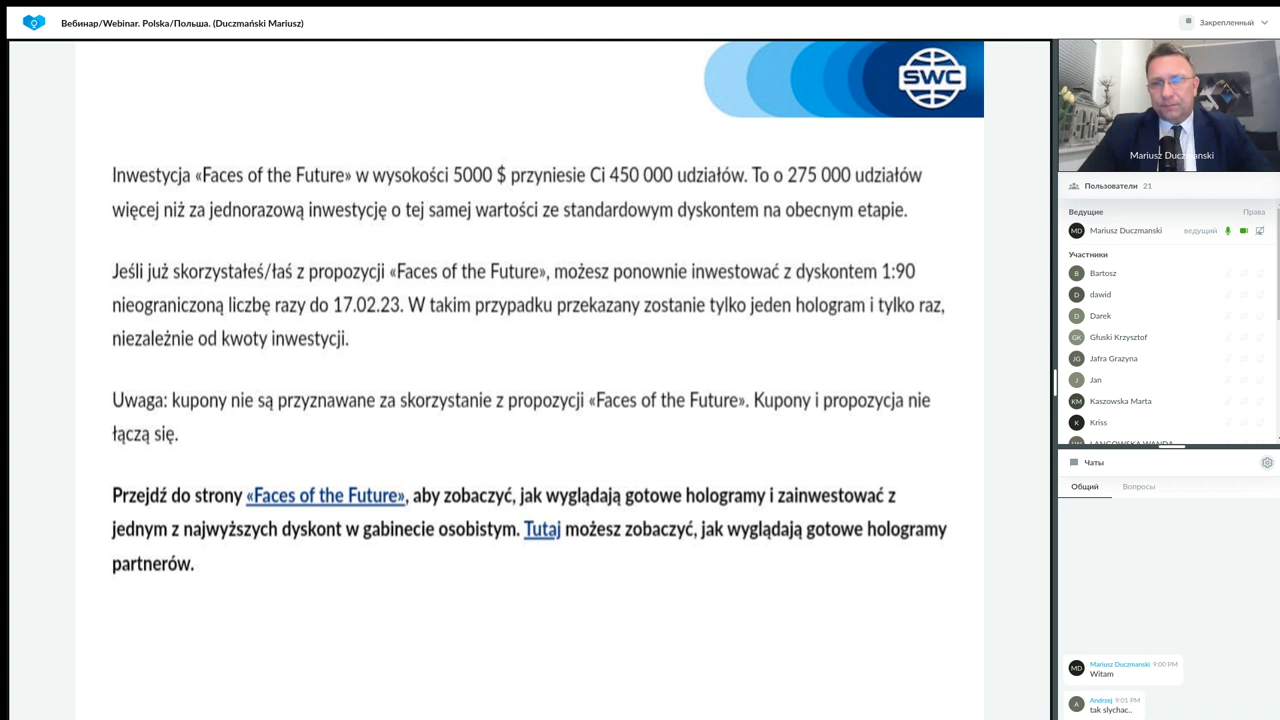 Вебинар/Webinar. Polska/Польша. (Duczmański Mariusz)
Закрепленный
SWC
Inwestycja «Faces of the Future» w wysokości 5000 $ przyniesie Ci 450 000 udziałów. To o 275 000 udziałów
więcej niż za jednorazową inwestycję o tej samej wartości ze standardowym dyskontem na obecnym etapie.
Jeśli już skorzystałeś/łaś z propozycji «Faces of the Future», możesz ponownie inwestować z dyskontem 1:90
nieograniczoną liczbę razy do 17.02.23. W takim przypadku przekazany zostanie tylko jeden hologram i tylko raz,
niezależnie od kwoty inwestycji.
Uwaga: kupony nie są przyznawane za skorzystanie z propozycji «Faces of the Future». Kupony i propozycja nie
łączą się.
Przejdź do strony «Faces of the Future», aby zobaczyć, jak wyglądają gotowe hologramy i zainwestować z
jednym z najwyższych dyskont w gabinecie osobistym. Tutaj możesz zobaczyć, jak wyglądają gotowe hologramy
partnerów.
Mariusz Duczmanski
Пользователи 21
Ведущие Права
MD Mariusz Duczmanski ведущий
Участники
B Bartosz
D dawid
D Darek
GK Głuski Krzysztof
JG Jafra Grazyna
J Jan
KM Kaszowska Marta
K Kriss
LANGOWSKA WANDA
Чаты
Общий Вопросы
MD Mariusz Duczmanski 9:00 PM
Witam
A Andrzej 9:01 PM
tak slychac..